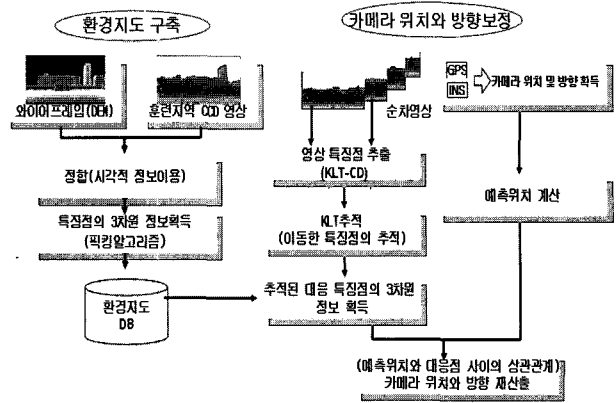 환경지도 구축
카메라 위치와 방향보정
와이어프레임(DEM)
훈련지역 CCD 영상
정합(시각적 정보이용)
특징점의 3차원 정보획득
(픽킹알고리즘)
환경지도
DB
순차영상
영상 특징점 추출
(KLT-CD)
KLT추적
(이동한 특징점의 추적)
추적된 대응 특징점의 3차원
정보 획득
GPS
INS
카메라 위치 및 방향 획득
예측위치 계산
(예측위치와 대응점 사이의 상관관계)
카메라 위치와 방향 재산출